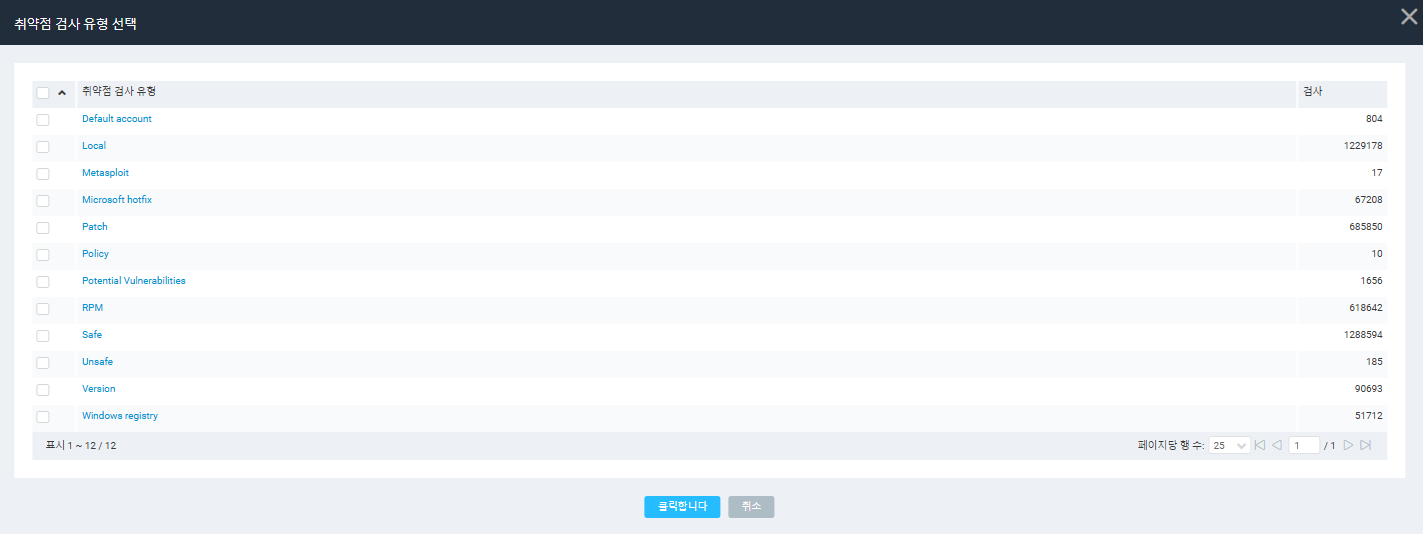 취약점 검사 유형 선택
취약점 검사 유형 검사
Default account 804
Local 1229178
Metasploit 17
Microsoft hotfix 67208
Patch 685850
Policy 10
Potential Vulnerabilities 1656
RPM 618642
Safe 1288594
Unsafe 185
Version 90693
Windows registry 51712
표시 1 ~ 12 / 12 페이지당 행 수: 25 1 / 1
클릭합니다 취소